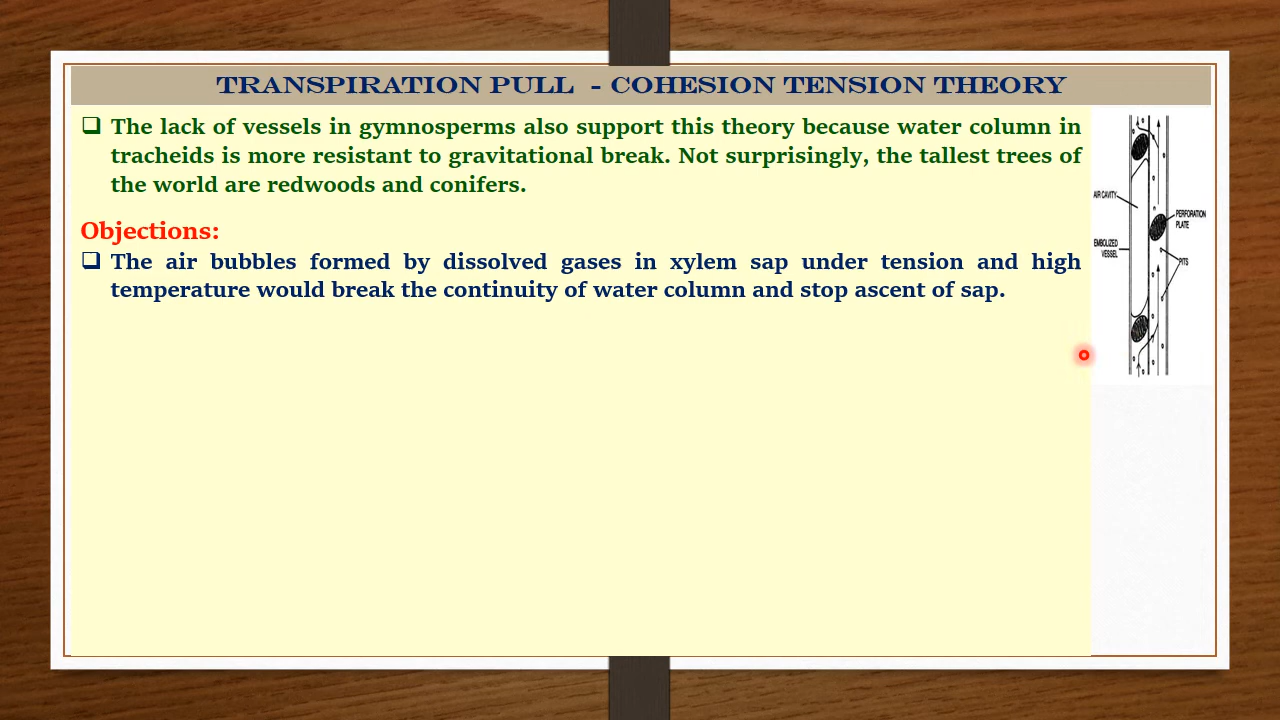 TRANSPIRATION PULL - COHESION TENSION THEORY
The lack of vessels in gymnosperms also support this theory because water column in
tracheids is more resistant to gravitational break. Not surprisingly, the tallest trees of
the world are redwoods and conifers.
Objections:
The air bubbles formed by dissolved gases in xylem sap under tension and high
temperature would break the continuity of water column and stop ascent of sap.
AIR CAVITY
PERFORATION
PLATE
EMBOLIZED
VESSEL
PITS